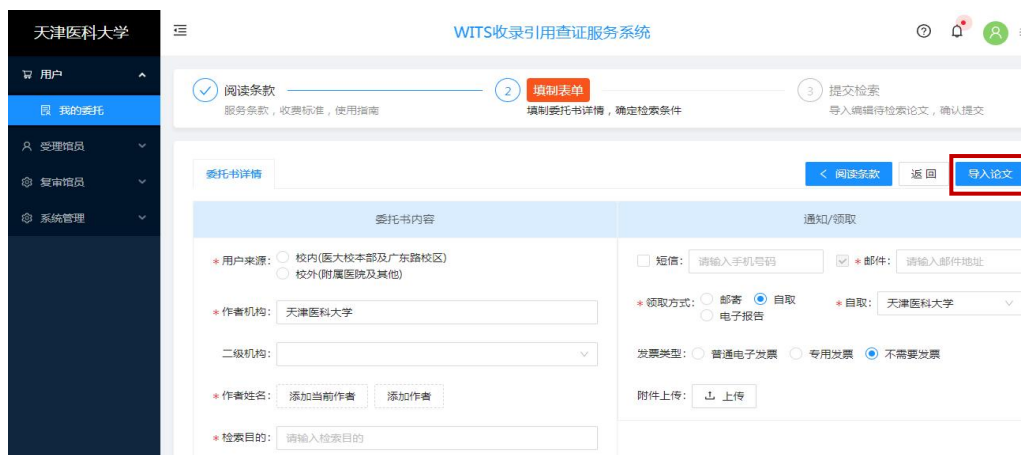 天津医科大学
WITS收录引用查证服务系统
用户
我的委托
受理馆员
复审馆员
系统管理
阅读条款
服务条款，收费标准，使用指南
2 填制表单
填制委托书详情，确定检索条件
3 提交检索
导入编辑待检索论文，确认提交
委托书详情
< 阅读条款 返回 导入论文
委托书内容
通知/领取
*用户来源： 校内(医大校本部及广东路校区)
校外(附属医院及其他)
*作者机构： 天津医科大学
二级机构：
*作者姓名： 添加当前作者 添加作者
*检索目的： 请输入检索目的
短信： 请输入手机号码 *邮件： 请输入邮件地址
*领取方式： 邮寄 自取 *自取： 天津医科大学
电子报告
发票类型： 普通电子发票 专用发票 不需要发票
附件上传： 上传